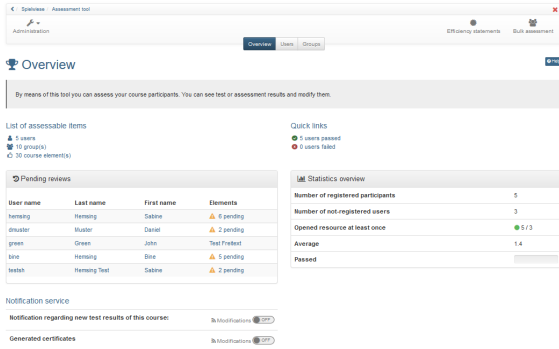 Spielwiese Assessment tool
Administration
Efficiency statements
Bulk assessment
Overview Users Groups
Overview
Help
By means of this tool you can assess your course participants. You can see test or assessment results and modify them.
List of assessable items
5 users
10 group(s)
30 course element(s)
Quick links
5 users passed
0 users failed
Pending reviews
User name Last name First name Elements
hemsing Hemsing Sabine 6 pending
dmuster Muster Daniel 2 pending
green Green John Test Freitext
bine Hemsing Bine 5 pending
testsh Hemsing Test Sabine 2 pending
Statistics overview
Number of registered participants 5
Number of not-registered users 3
Opened resource at least once 5 / 3
Average 1.4
Passed
Notification service
Notification regarding new test results of this course: Modifications OFF
Generated certificates Modifications OFF